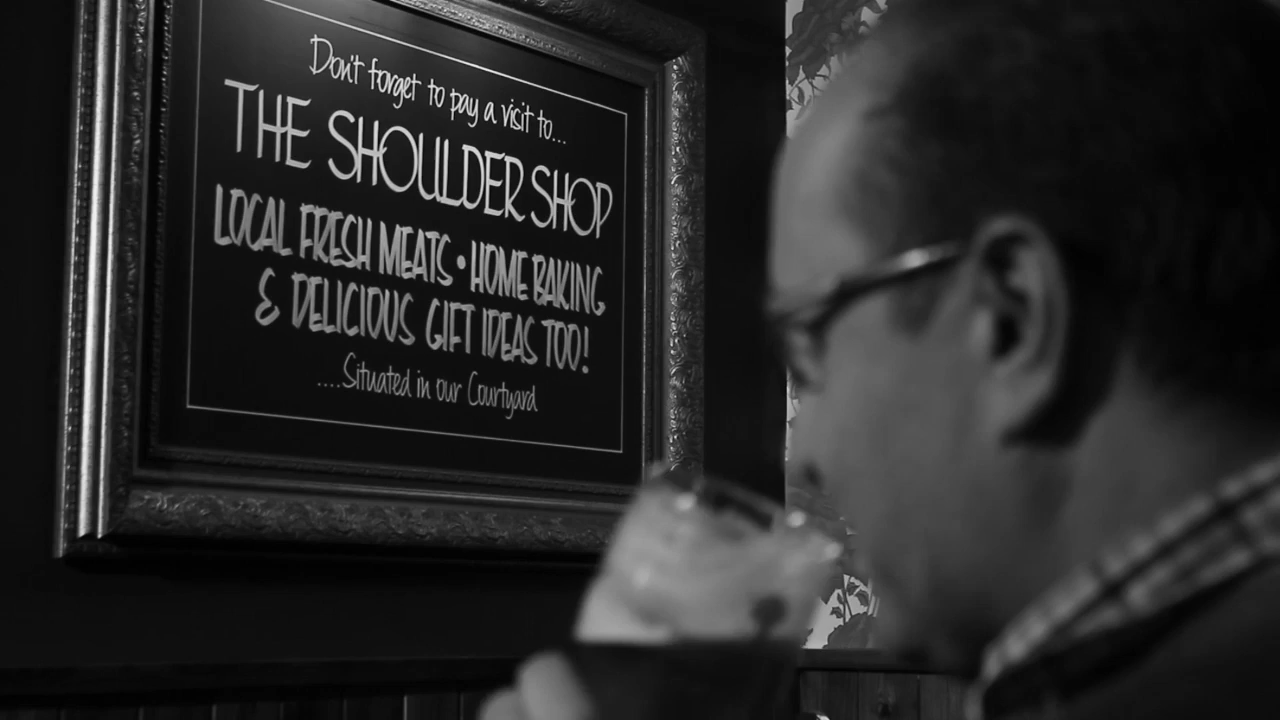 Don't forget to pay a visit to...
THE SHOULDER SHOP
LOCAL FRESH MEATS • HOME BAKING
& DELICIOUS GIFT IDEAS TOO!
....Situated in our Courtyard